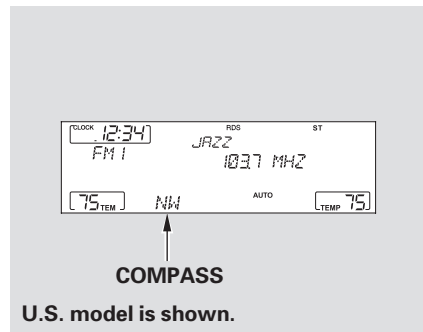 CLOCK 12:34 RDS ST
FM1 JAZZ
103.7 MHZ
75 TEM NW AUTO TEMP 75
COMPASS
U.S. model is shown.